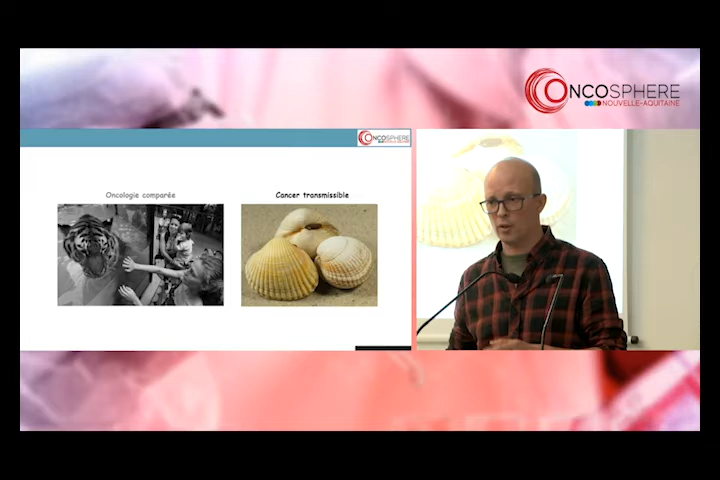 ONCOSPHERE
NOUVELLE-AQUITAINE
ONCOSPHERE
Oncologie comparée
Cancer transmissible